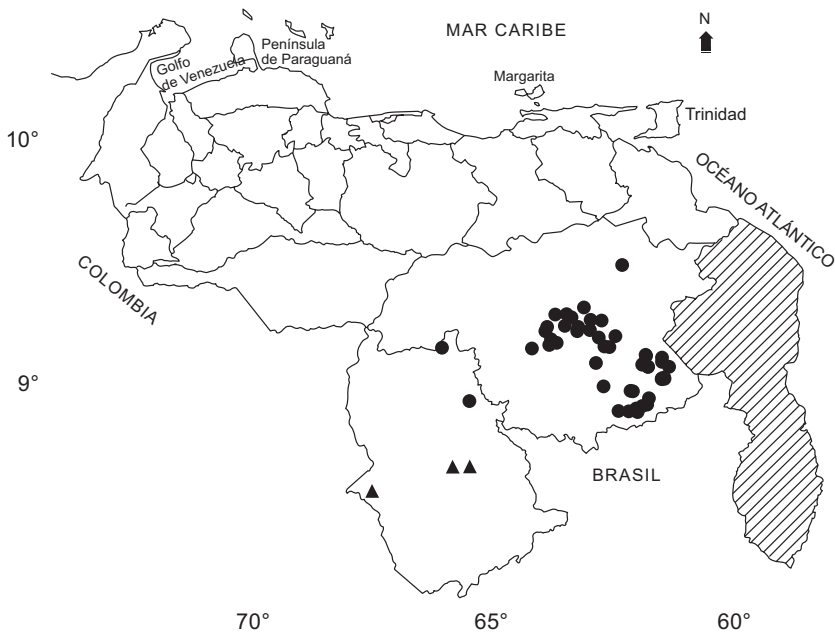 MAR CARIBE
N
Península
de Paraguaná
Golfo
de Venezuela
Margarita
Trinidad
10°
OCÉANO ATLÁNTICO
COLOMBIA
9°
BRASIL
70°
65°
60°